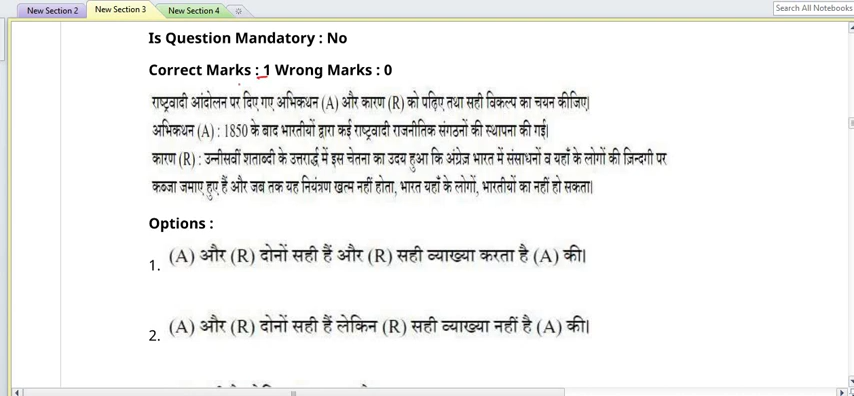 New Section 2 New Section 3 New Section 4 Search All Notebooks
Is Question Mandatory : No
Correct Marks : 1 Wrong Marks : 0
राष्ट्रवादी आंदोलन पर दिए गए अभिकथन (A) और कारण (R) को पढ़िए तथा सही विकल्प का चयन कीजिए|
अभिकथन (A) : 1850 के बाद भारतीयों द्वारा कई राष्ट्रवादी राजनीतिक संगठनों की स्थापना की गई|
कारण (R) : उन्नीसवीं शताब्दी के उत्तरार्द्ध में इस चेतना का उदय हुआ कि अंग्रेज भारत में संसाधनों व यहाँ के लोगों की ज़िन्दगी पर
कब्जा जमाए हुए हैं और जब तक यह नियंत्रण खत्म नहीं होता, भारत यहाँ के लोगों, भारतीयों का नहीं हो सकता|
Options :
1. (A) और (R) दोनों सही हैं और (R) सही व्याख्या करता है (A) की|
2. (A) और (R) दोनों सही हैं लेकिन (R) सही व्याख्या नहीं है (A) की|